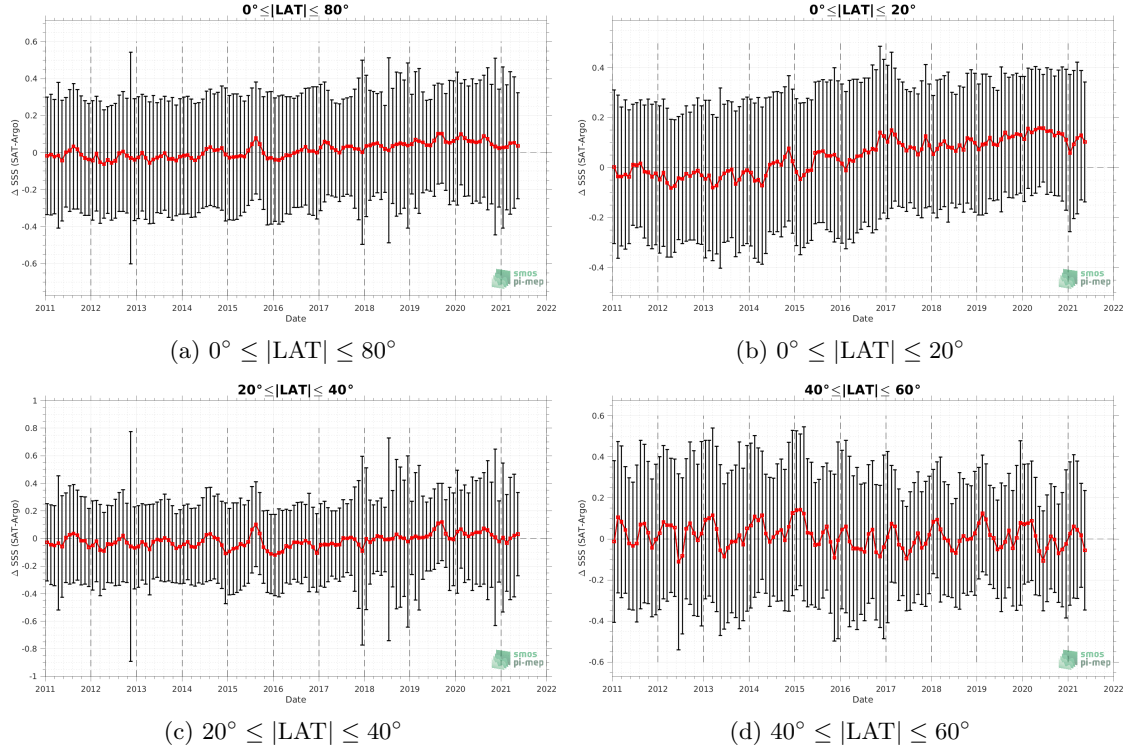 0°≤|LAT|≤ 80°
Δ SSS (SAT-Argo)
0.6
0.4
0.2
0
-0.2
-0.4
-0.6
2011 2012 2013 2014 2015 2016 2017 2018 2019 2020 2021 2022
Date
smos
pi-mep
(a) 0° ≤ |LAT| ≤ 80°
0°≤|LAT|≤ 20°
Δ SSS (SAT-Argo)
0.4
0.2
0
-0.2
-0.4
2011 2012 2013 2014 2015 2016 2017 2018 2019 2020 2021 2022
Date
smos
pi-mep
(b) 0° ≤ |LAT| ≤ 20°
20°≤|LAT|≤ 40°
Δ SSS (SAT-Argo)
1
0.8
0.6
0.4
0.2
0
-0.2
-0.4
-0.6
-0.8
-1
2011 2012 2013 2014 2015 2016 2017 2018 2019 2020 2021 2022
Date
smos
pi-mep
(c) 20° ≤ |LAT| ≤ 40°
40°≤|LAT|≤ 60°
Δ SSS (SAT-Argo)
0.6
0.4
0.2
0
-0.2
-0.4
-0.6
2011 2012 2013 2014 2015 2016 2017 2018 2019 2020 2021 2022
Date
smos
pi-mep
(d) 40° ≤ |LAT| ≤ 60°